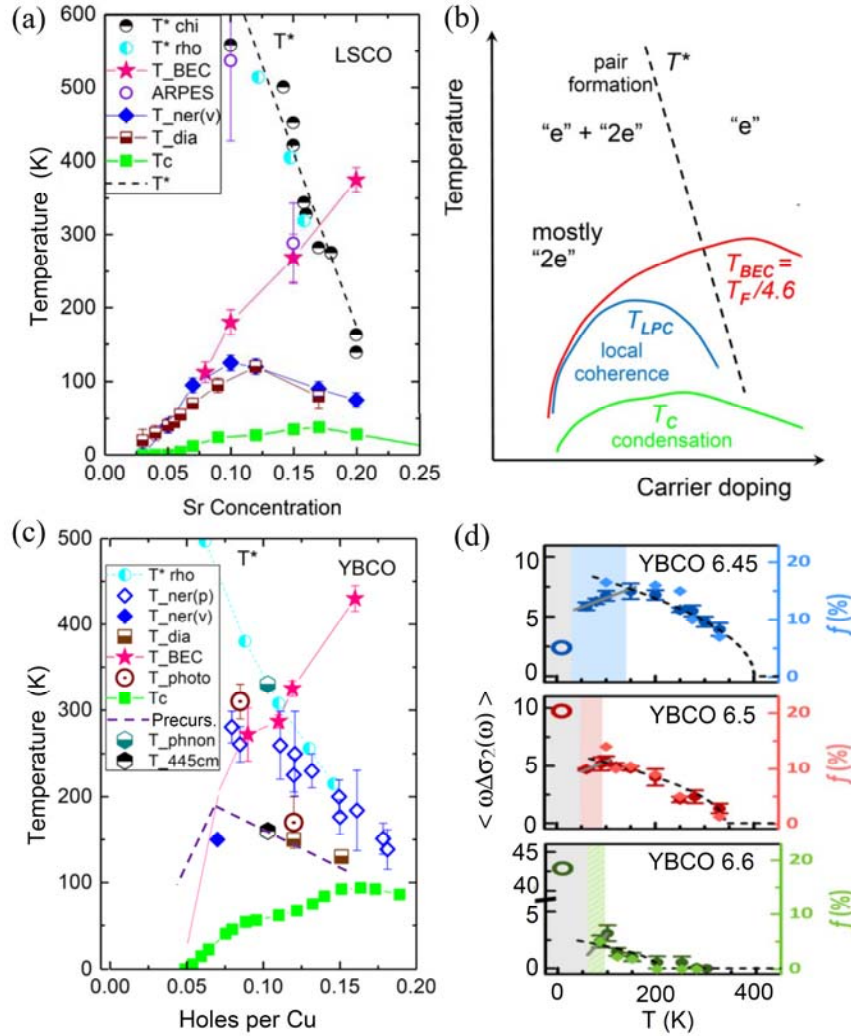 (a)
600
500
400
300
200
100
0
Temperature (K)
T* chi
T* rho
T_BEC
ARPES
T_ner(v)
T_dia
Tc
T*
T*
LSCO
0.00 0.05 0.10 0.15 0.20 0.25
Sr Concentration
(b)
Temperature
pair
formation
T*
“e” + “2e”
“e”
mostly
“2e”
T_BEC =
T_F/4.6
T_LPC
local
coherence
T_C
condensation
Carrier doping
(c)
500
400
300
200
100
0
Temperature (K)
T*
YBCO
T* rho
T_ner(p)
T_ner(v)
T_dia
T_BEC
T_photo
Tc
Precurs.
T_phnon
T_445cm
0.00 0.05 0.10 0.15 0.20
Holes per Cu
(d)
< ωΔσ₂(ω) >
YBCO 6.45
10
5
0
20
10
0
f (%)
YBCO 6.5
10
5
0
20
10
0
f (%)
YBCO 6.6
45
40
5
0
20
10
0
f (%)
0 200 400
T (K)